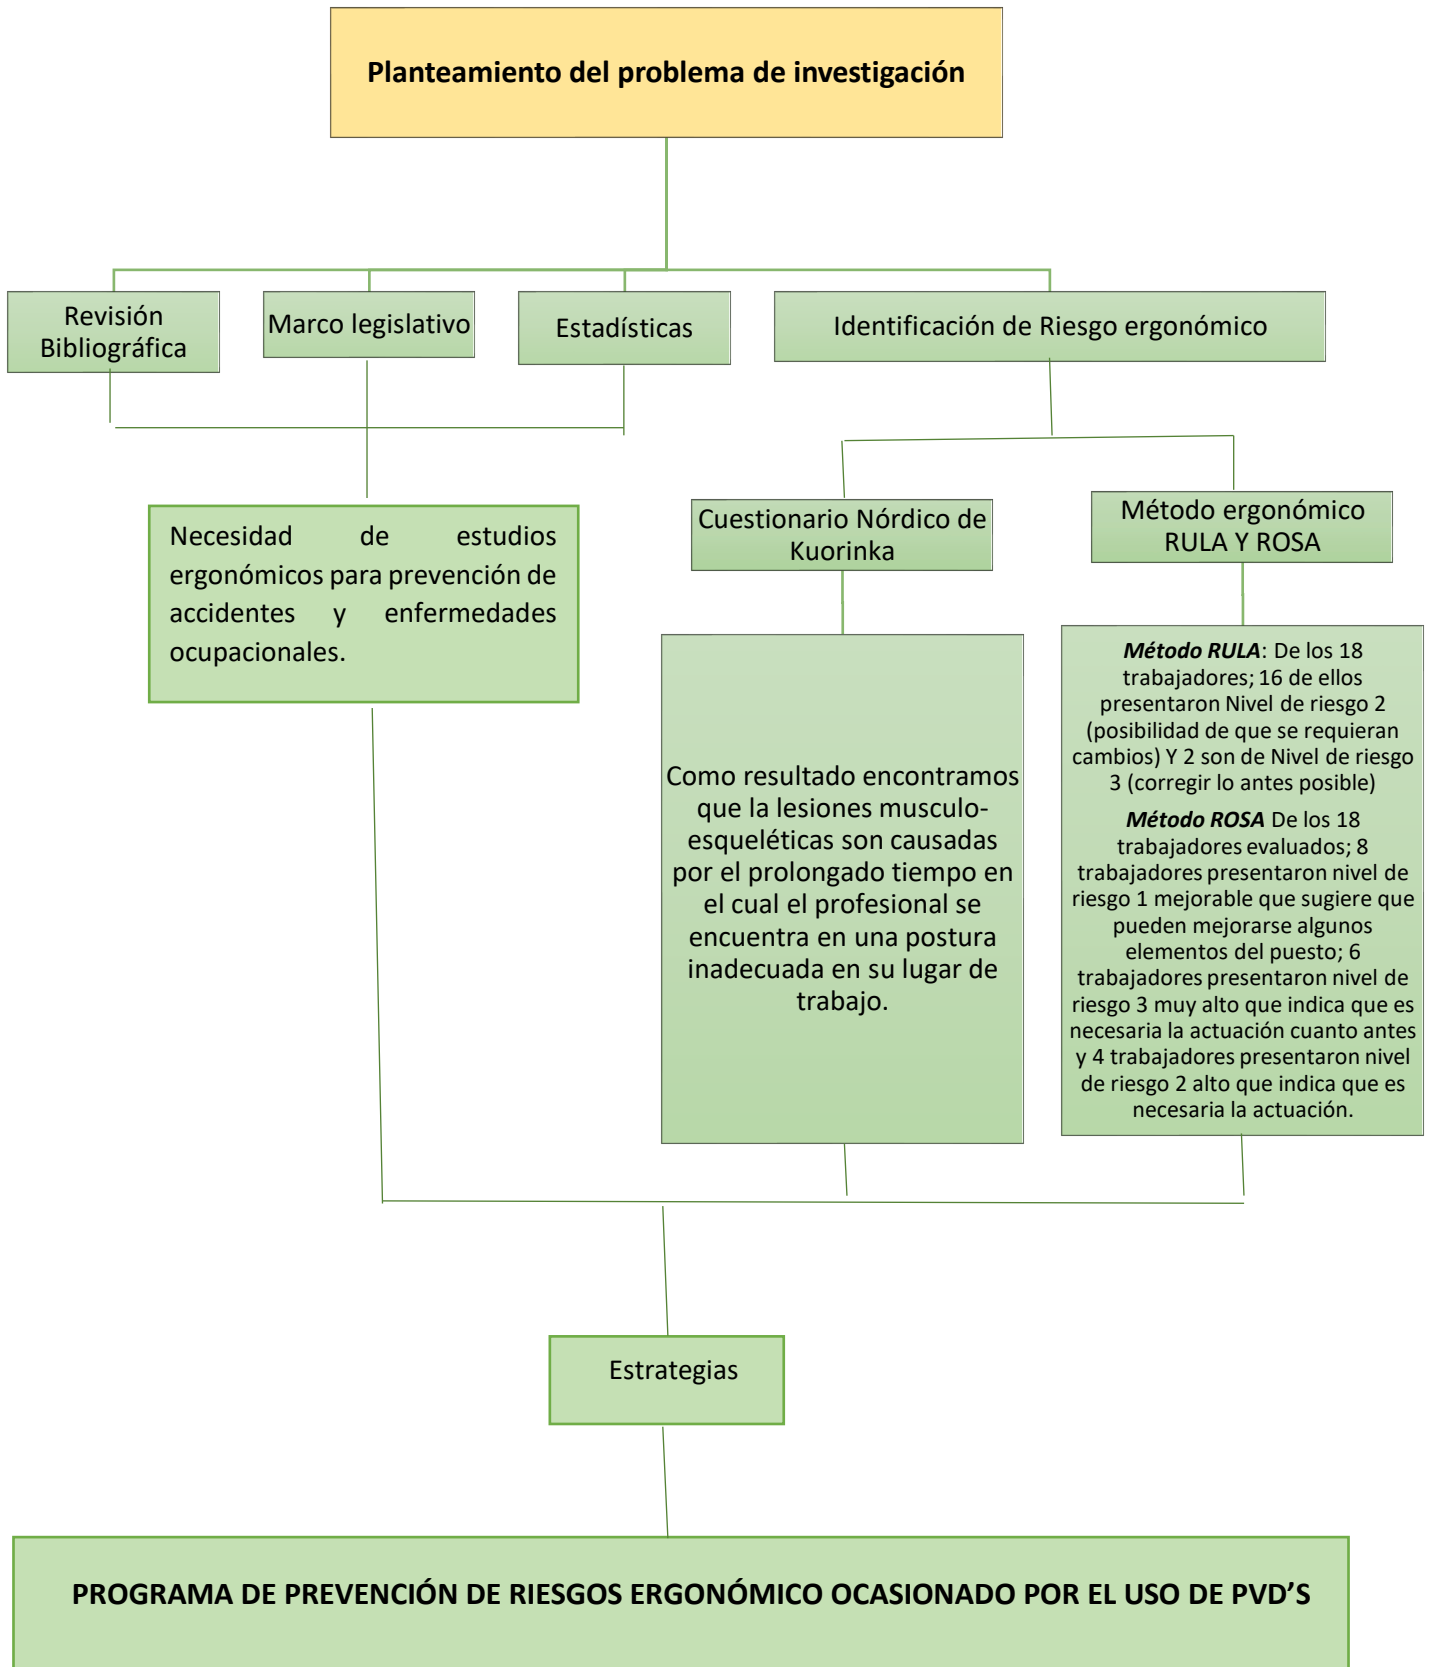 Planteamiento del problema de investigación
Revisión
Bibliográfica
Marco legislativo
Estadísticas
Identificación de Riesgo ergonómico
Necesidad de estudios
ergonómicos para prevención de
accidentes y enfermedades
ocupacionales.
Cuestionario Nórdico de
Kuorinka
Método ergonómico
RULA Y ROSA
Como resultado encontramos
que la lesiones musculo-
esqueléticas son causadas
por el prolongado tiempo en
el cual el profesional se
encuentra en una postura
inadecuada en su lugar de
trabajo.
Método RULA: De los 18
trabajadores; 16 de ellos
presentaron Nivel de riesgo 2
(posibilidad de que se requieran
cambios) Y 2 son de Nivel de riesgo
3 (corregir lo antes posible)
Método ROSA De los 18
trabajadores evaluados; 8
trabajadores presentaron nivel de
riesgo 1 mejorable que sugiere que
pueden mejorarse algunos
elementos del puesto; 6
trabajadores presentaron nivel de
riesgo 3 muy alto que indica que es
necesaria la actuación cuanto antes
y 4 trabajadores presentaron nivel
de riesgo 2 alto que indica que es
necesaria la actuación.
Estrategias
PROGRAMA DE PREVENCIÓN DE RIESGOS ERGONÓMICO OCASIONADO POR EL USO DE PVD’S